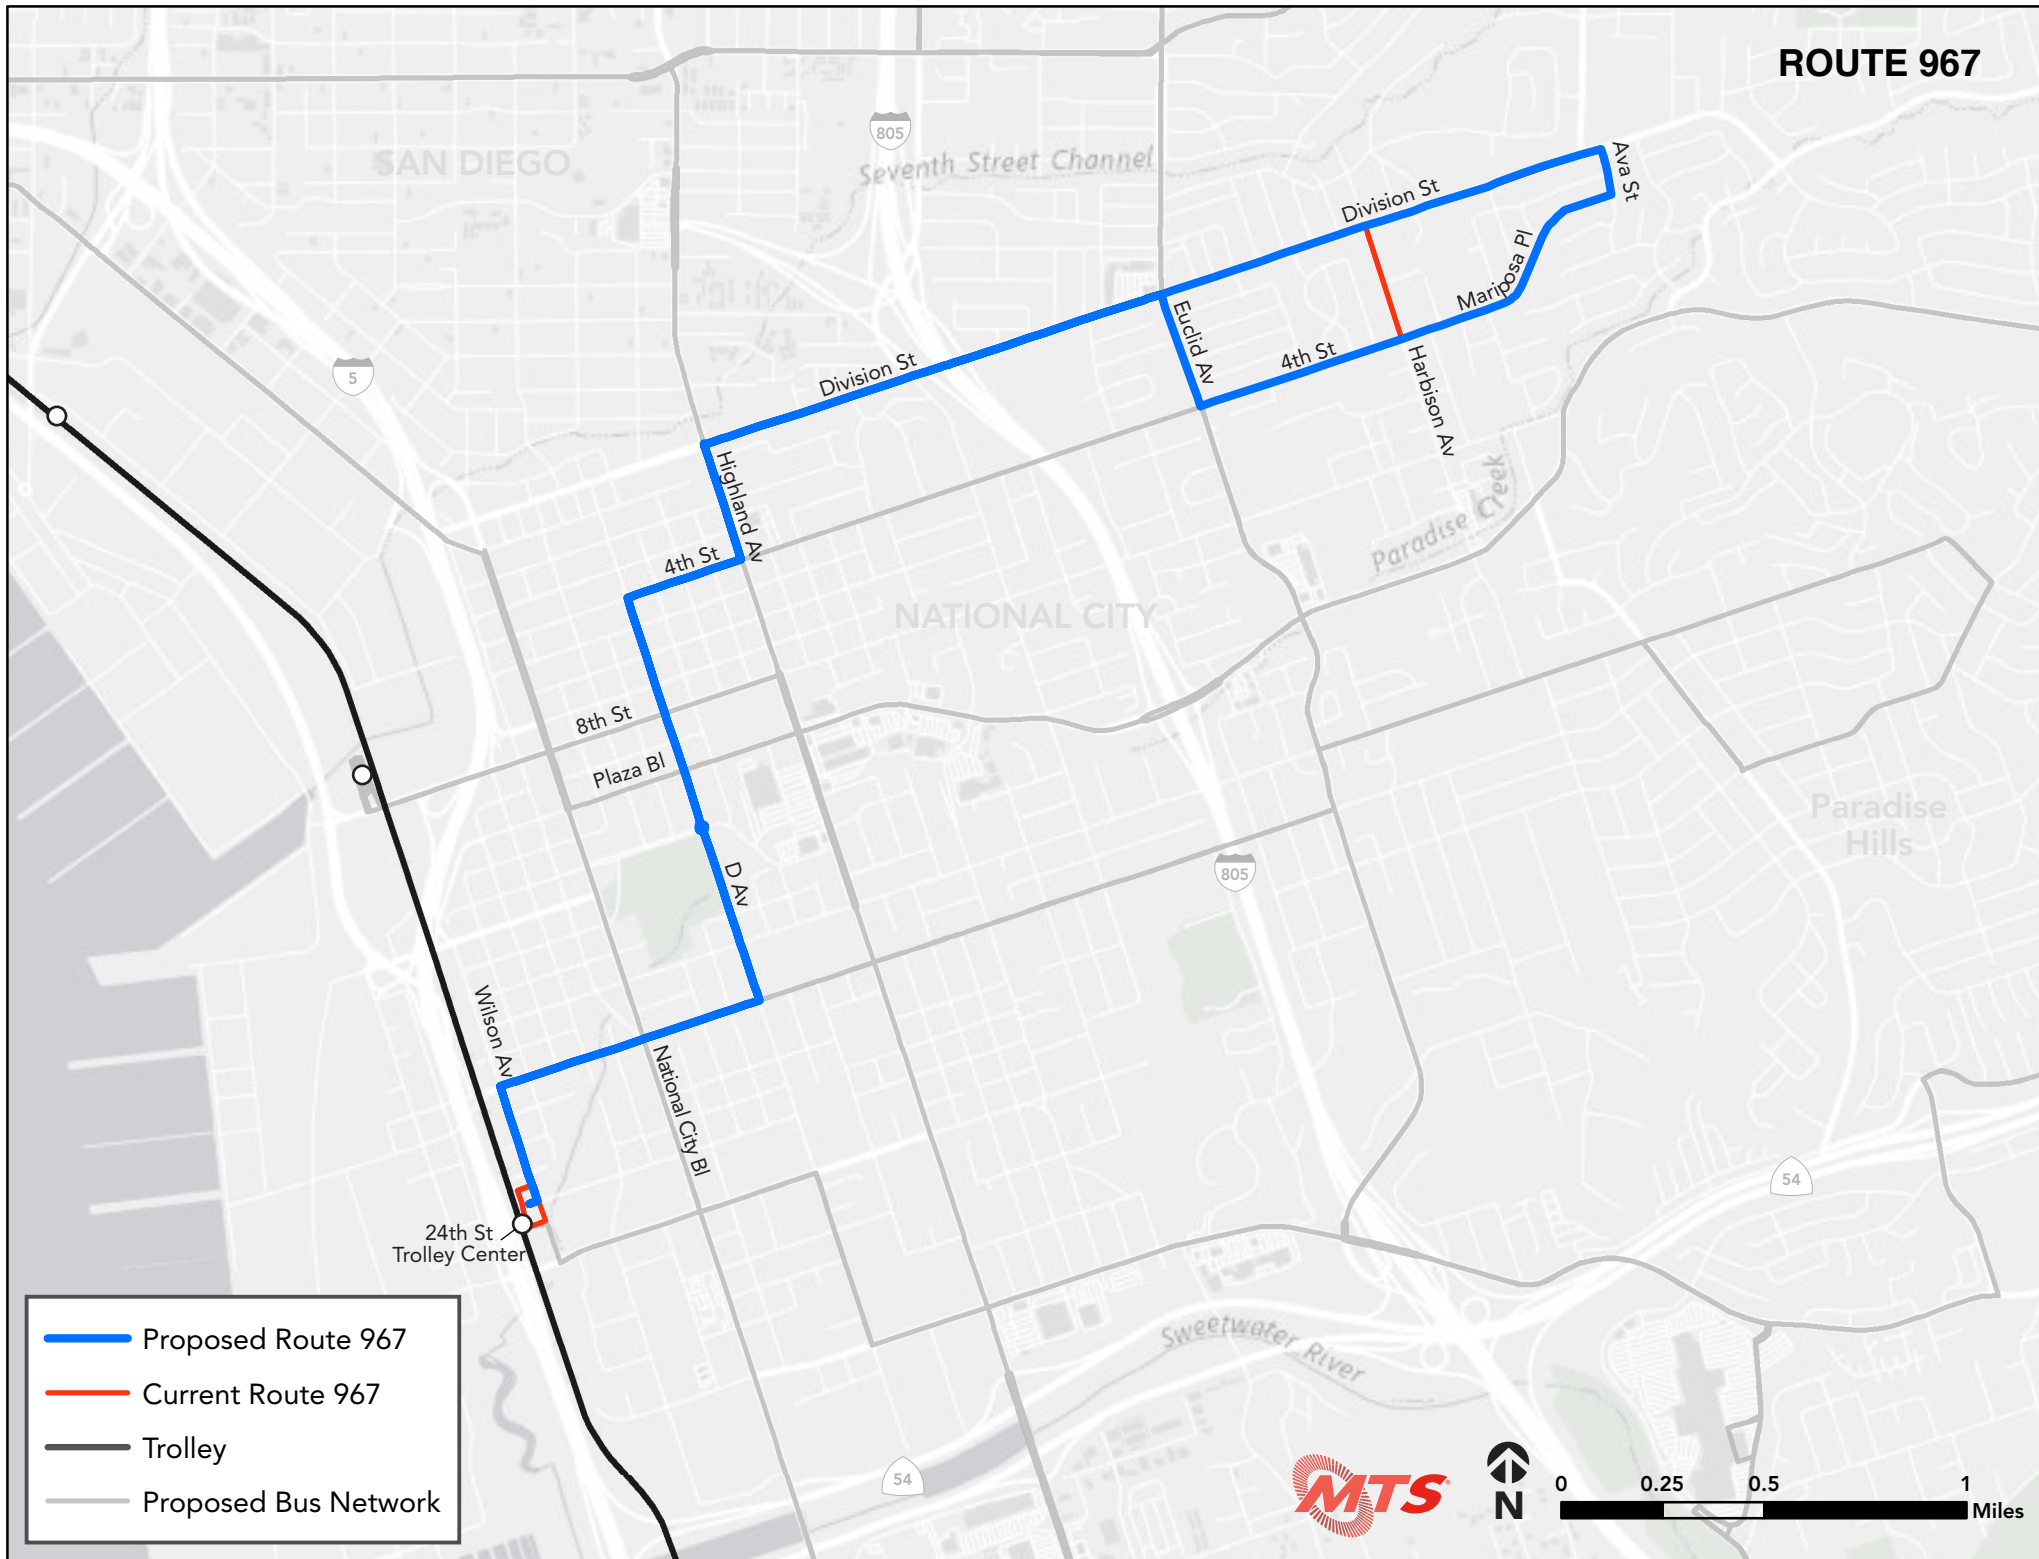 ROUTE 967
805
SAN DIEGO
Seventh Street Channel
Ava St
Division St
Mariposa Pl
Euclid Av
5
Division St
4th St
Harbison Av
Highland Av
Paradise Creek
4th St
NATIONAL CITY
8th St
Plaza Bl
Paradise
Hills
D Av
805
Wilson Av
National City Bl
54
24th St
Trolley Center
Sweetwater River
Proposed Route 967
Current Route 967
Trolley
Proposed Bus Network
54
MTS
N
0 0.25 0.5 1
Miles